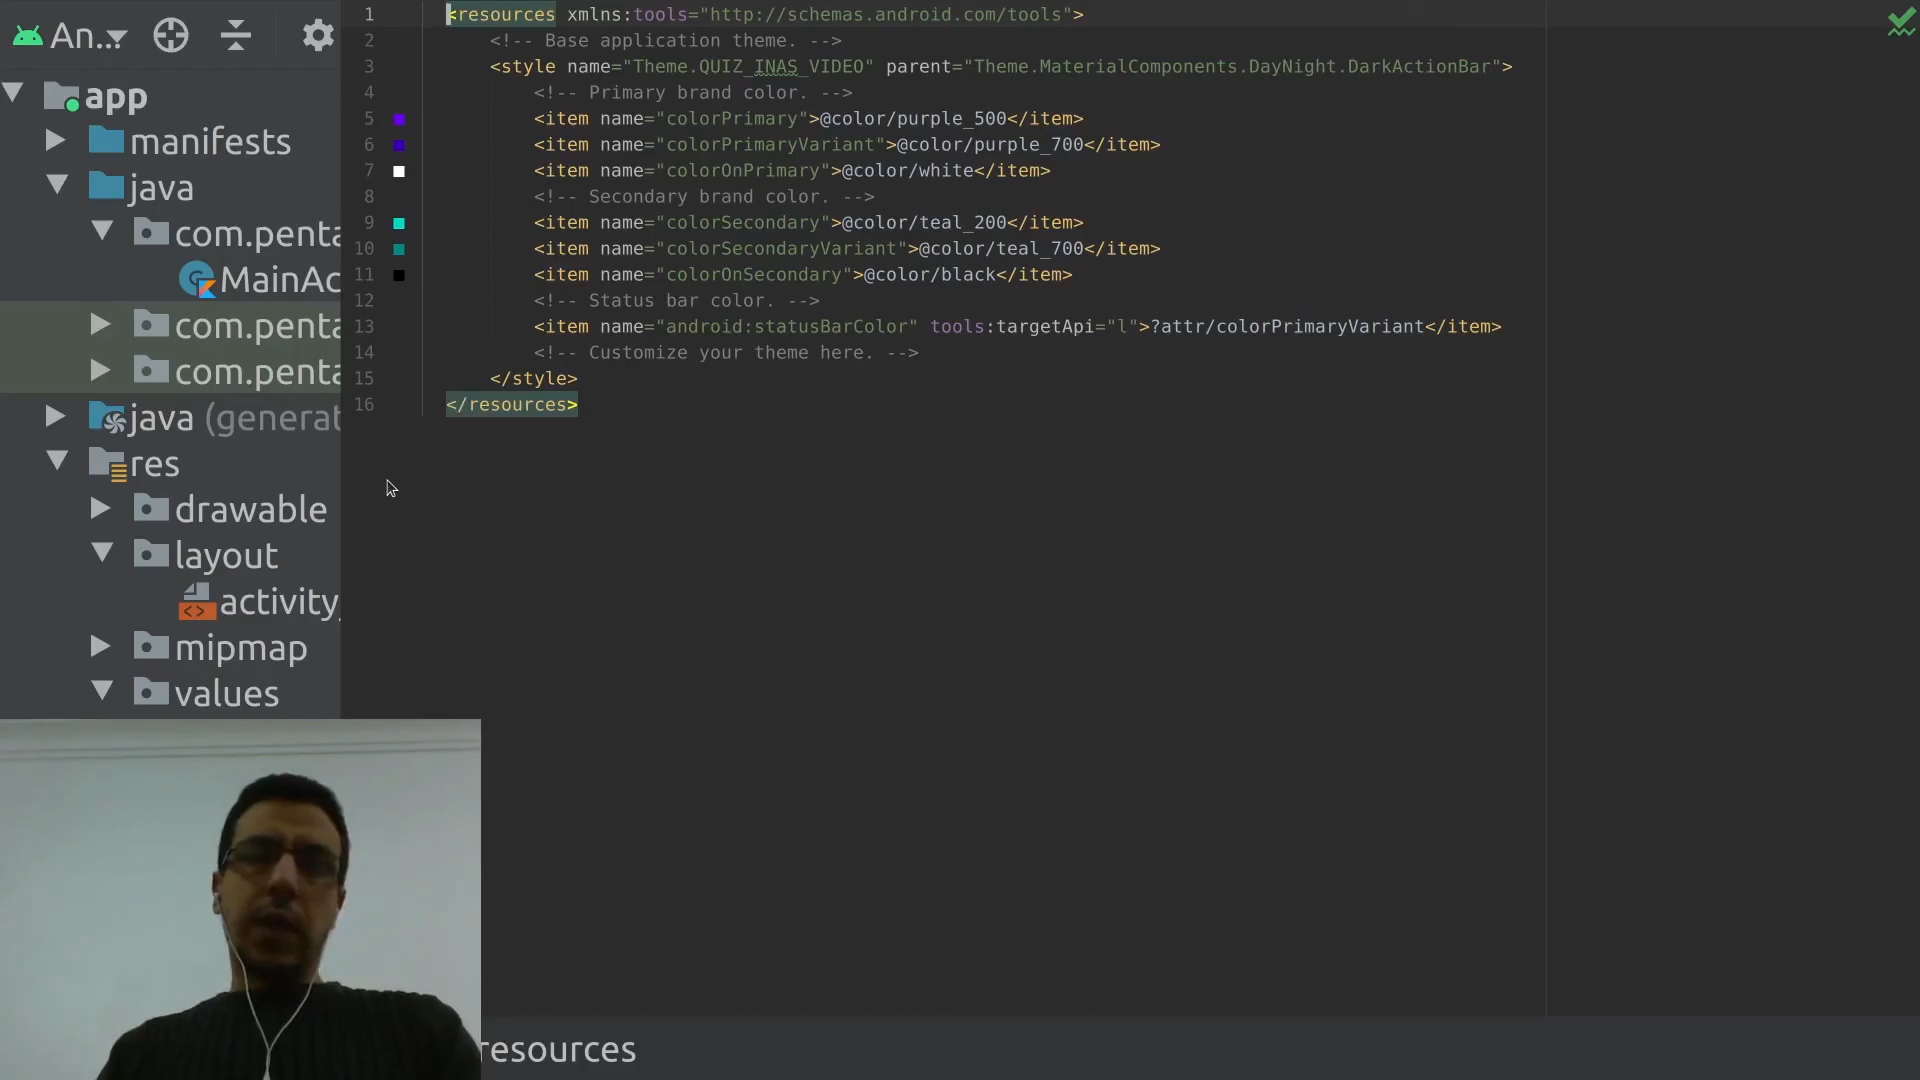 An...
app
manifests
java
com.penta
MainAc
com.penta
com.penta
java (generat
res
drawable
layout
activity_
mipmap
values
1 <resources xmlns:tools="http://schemas.android.com/tools">
2 <!-- Base application theme. -->
3 <style name="Theme.QUIZ_INAS_VIDEO" parent="Theme.MaterialComponents.DayNight.DarkActionBar">
4 <!-- Primary brand color. -->
5 <item name="colorPrimary">@color/purple_500</item>
6 <item name="colorPrimaryVariant">@color/purple_700</item>
7 <item name="colorOnPrimary">@color/white</item>
8 <!-- Secondary brand color. -->
9 <item name="colorSecondary">@color/teal_200</item>
10 <item name="colorSecondaryVariant">@color/teal_700</item>
11 <item name="colorOnSecondary">@color/black</item>
12 <!-- Status bar color. -->
13 <item name="android:statusBarColor" tools:targetApi="l">?attr/colorPrimaryVariant</item>
14 <!-- Customize your theme here. -->
15 </style>
16 </resources>
resources